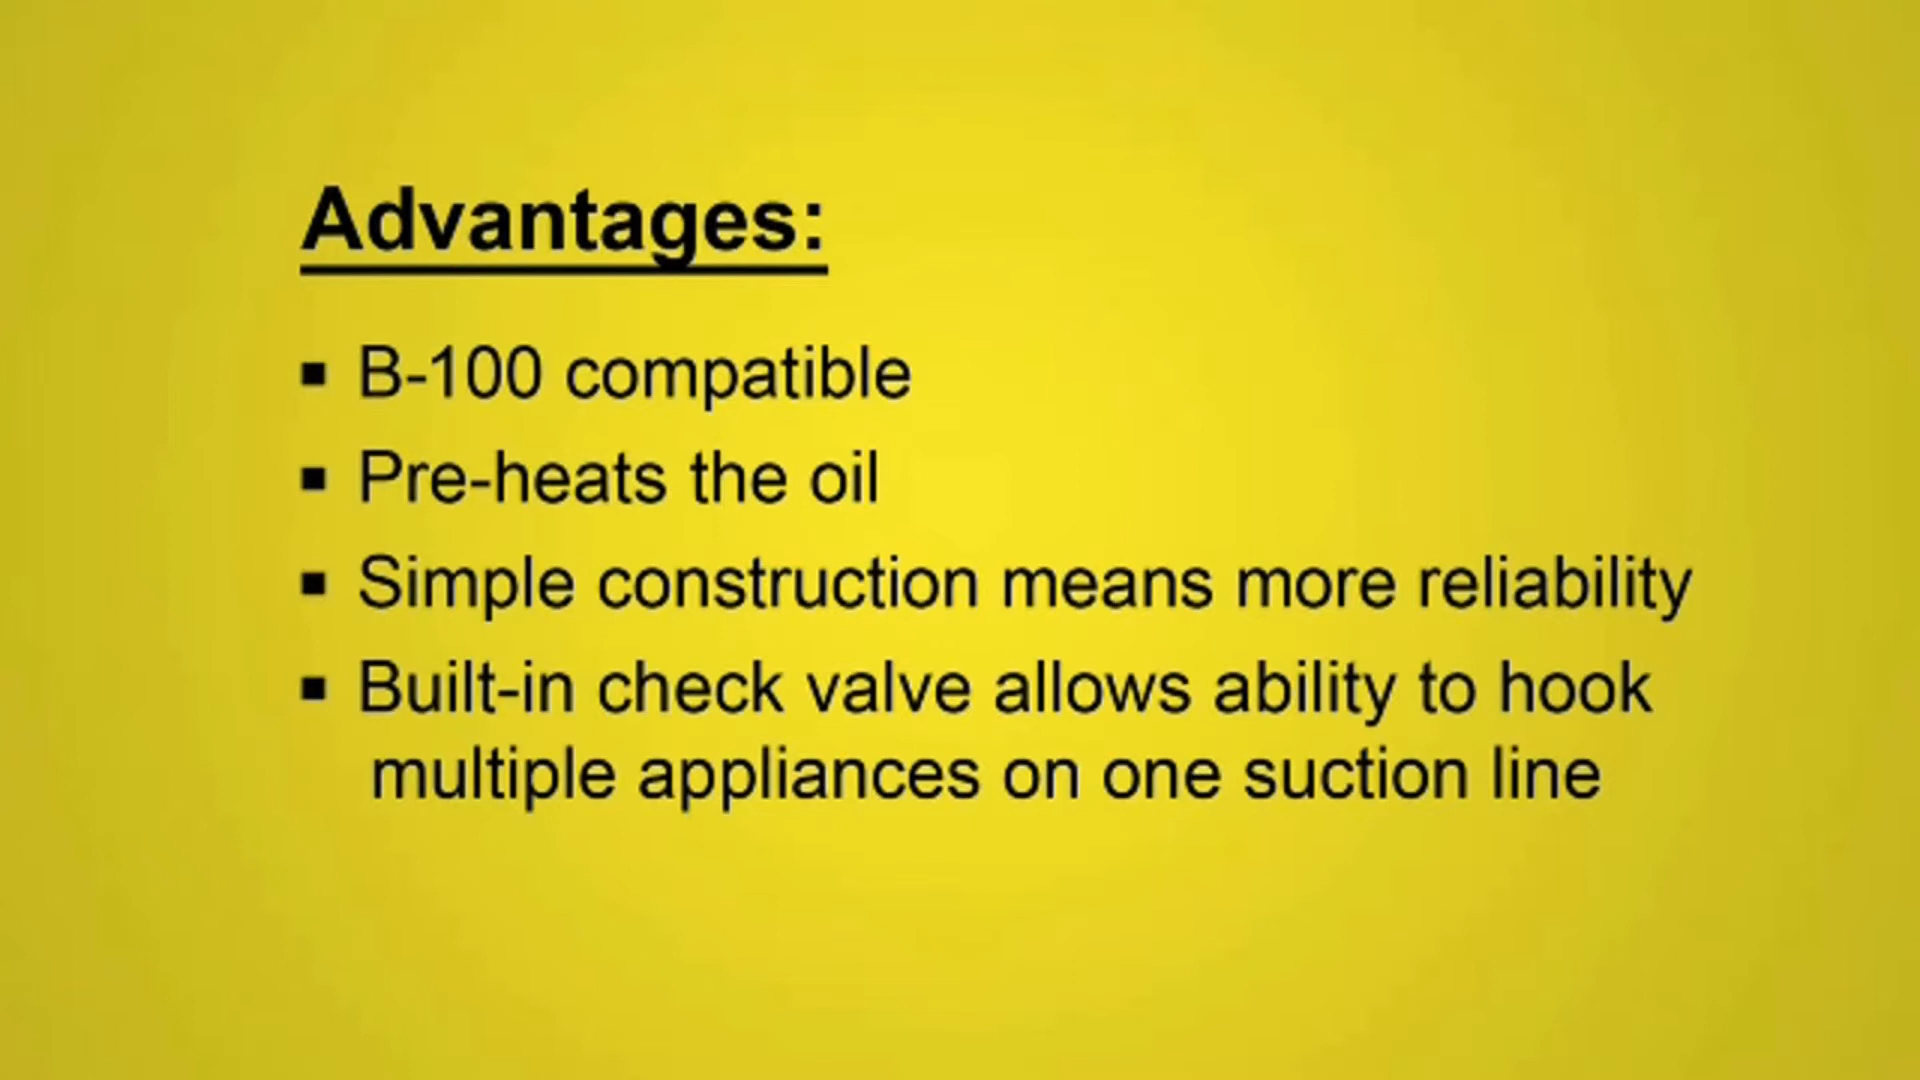 Advantages:
▪ B-100 compatible
▪ Pre-heats the oil
▪ Simple construction means more reliability
▪ Built-in check valve allows ability to hook
multiple appliances on one suction line